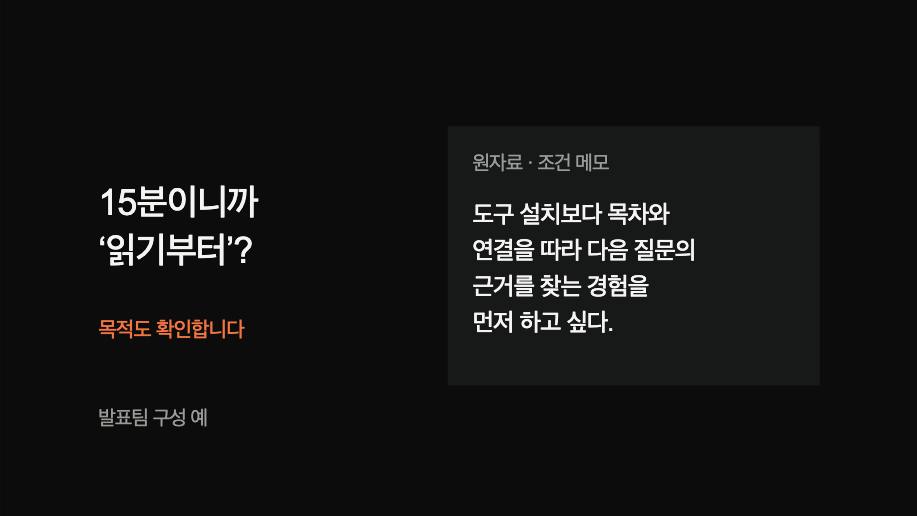 15분이니까
‘읽기부터’?
목적도 확인합니다
발표팀 구성 예
원자료 · 조건 메모
도구 설치보다 목차와
연결을 따라 다음 질문의
근거를 찾는 경험을
먼저 하고 싶다.